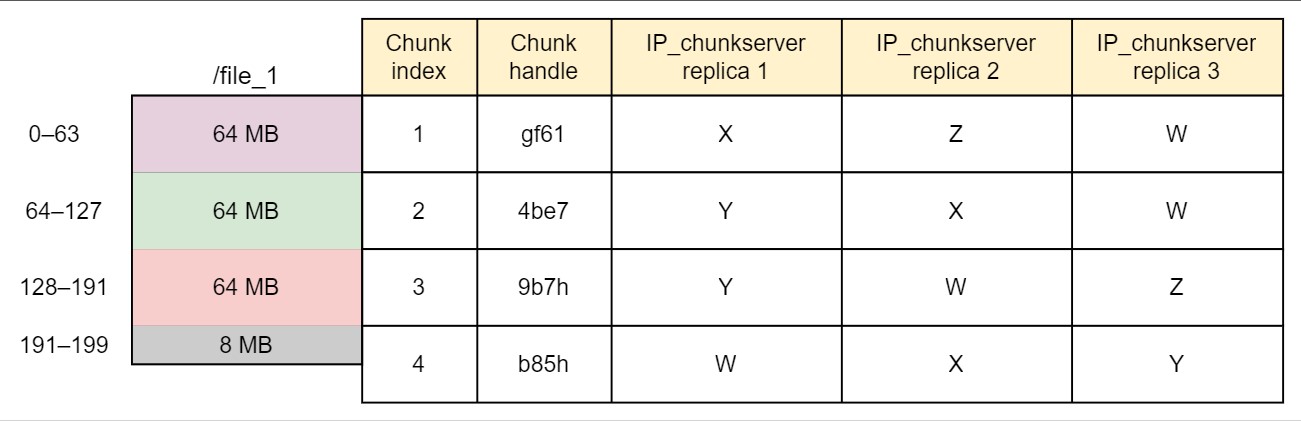 /file_1
Chunk index
Chunk handle
IP_chunkserver replica 1
IP_chunkserver replica 2
IP_chunkserver replica 3
0–63
64 MB
1
gf61
X
Z
W
64–127
64 MB
2
4be7
Y
X
W
128–191
64 MB
3
9b7h
Y
W
Z
191–199
8 MB
4
b85h
W
X
Y